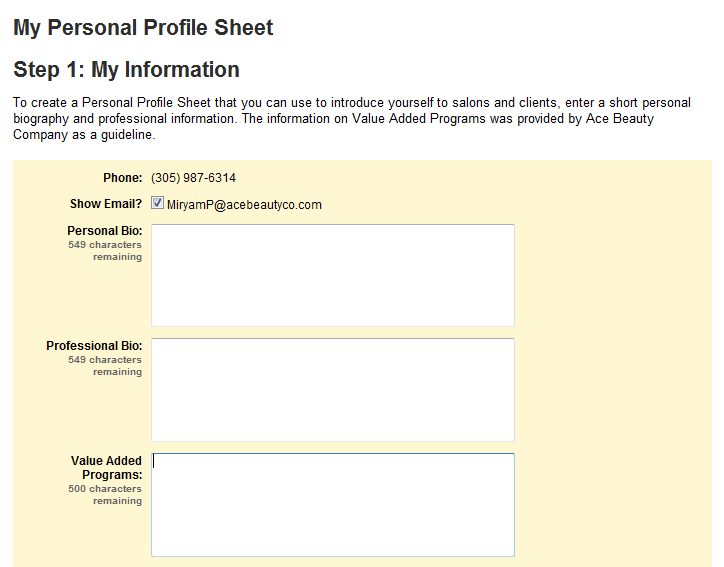 My Personal Profile Sheet
Step 1: My Information
To create a Personal Profile Sheet that you can use to introduce yourself to salons and clients, enter a short personal
biography and professional information. The information on Value Added Programs was provided by Ace Beauty
Company as a guideline.
Phone: (305) 987-6314
Show Email? MiryamP@acebeautyco.com
Personal Bio:
549 characters
remaining
Professional Bio:
549 characters
remaining
Value Added
Programs:
500 characters
remaining